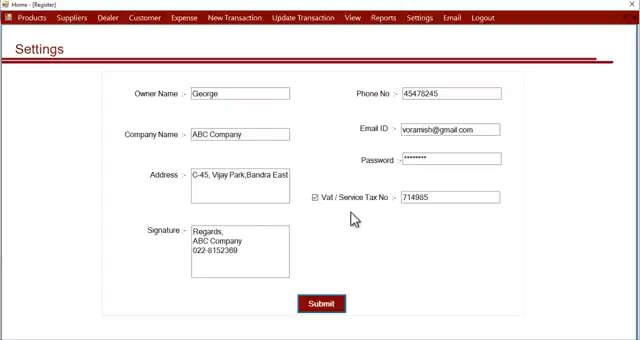 Home - [Register]
Products Suppliers Dealer Customer Expense New Transaction Update Transaction View Reports Settings Email Logout
Settings
Owner Name :- George
Phone No :- 45478245
Company Name :- ABC Company
Email ID :- voramish@gmail.com
Address :- C-45, Vijay Park,Bandra East
Password :- ********
Vat / Service Tax No :- 714985
Signature :- Regards,
ABC Company
022-8152369
Submit